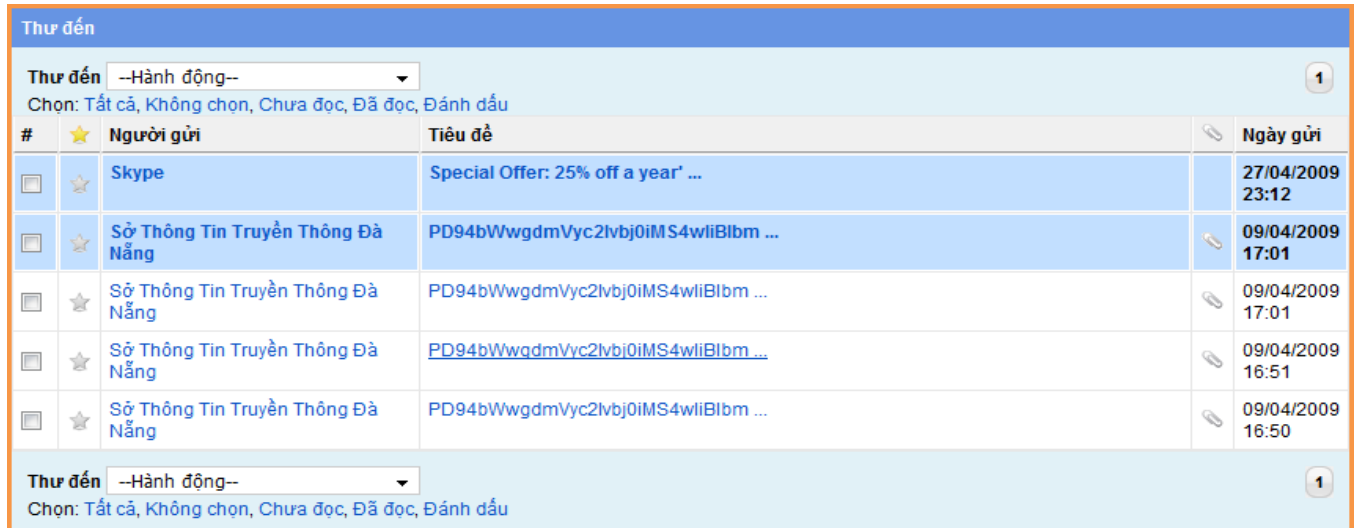 Thư đến
Thư đến --Hành động-- 1
Chọn: Tất cả, Không chọn, Chưa đọc, Đã đọc, Đánh dấu
# Người gửi Tiêu đề Ngày gửi
Skype Special Offer: 25% off a year' ... 27/04/2009
23:12
Sở Thông Tin Truyền Thông Đà PD94bWwgdmVyc2lvbj0iMS4wIiBlbm ... 09/04/2009
Nẵng 17:01
Sở Thông Tin Truyền Thông Đà PD94bWwgdmVyc2lvbj0iMS4wIiBlbm ... 09/04/2009
Nẵng 17:01
Sở Thông Tin Truyền Thông Đà PD94bWwgdmVyc2lvbj0iMS4wIiBlbm ... 09/04/2009
Nẵng 16:51
Sở Thông Tin Truyền Thông Đà PD94bWwgdmVyc2lvbj0iMS4wIiBlbm ... 09/04/2009
Nẵng 16:50
Thư đến --Hành động-- 1
Chọn: Tất cả, Không chọn, Chưa đọc, Đã đọc, Đánh dấu